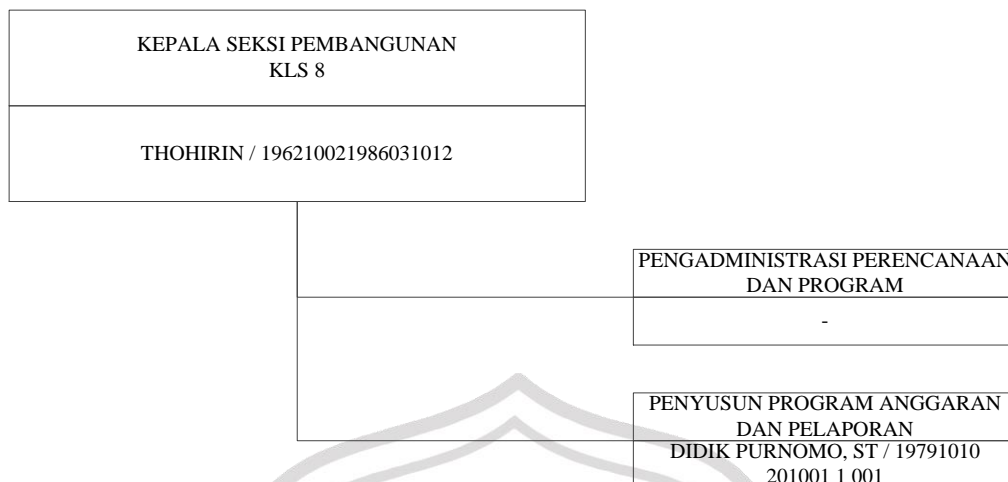 KEPALA SEKSI PEMBANGUNAN
KLS 8
THOHIRIN / 196210021986031012
PENGADMINISTRASI PERENCANAAN
DAN PROGRAM
-
PENYUSUN PROGRAM ANGGARAN
DAN PELAPORAN
DIDIK PURNOMO, ST / 19791010
201001 1 001